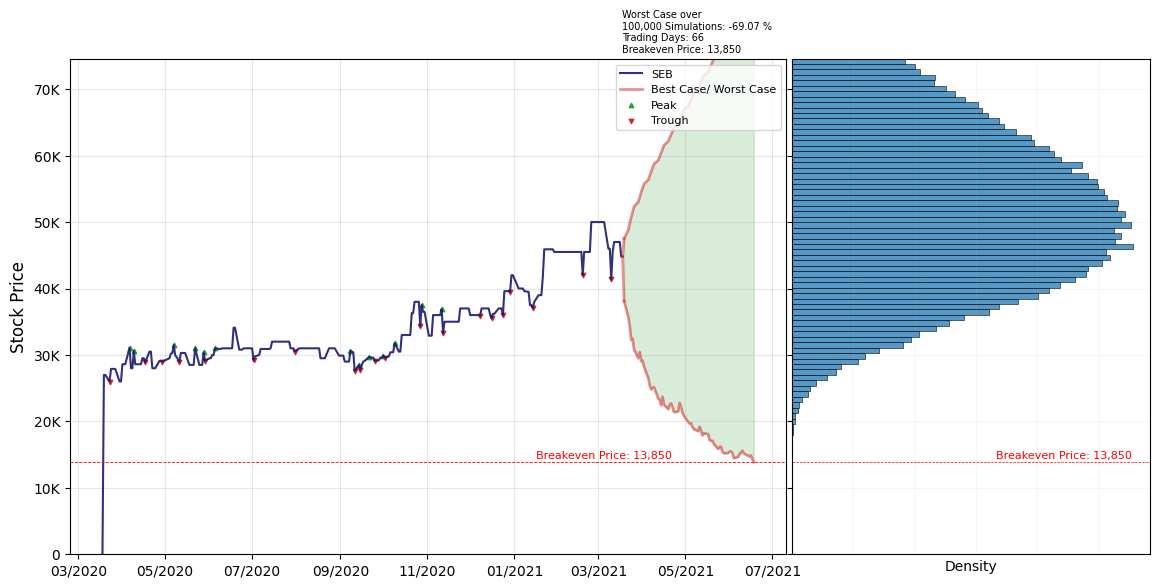 Worst Case over
100,000 Simulations: -69.07 %
Trading Days: 66
Breakeven Price: 13,850
SEB
Best Case/ Worst Case
Peak
Trough
Stock Price
70K
60K
50K
40K
30K
20K
10K
0
Breakeven Price: 13,850
Breakeven Price: 13,850
03/2020
05/2020
07/2020
09/2020
11/2020
01/2021
03/2021
05/2021
07/2021
Density